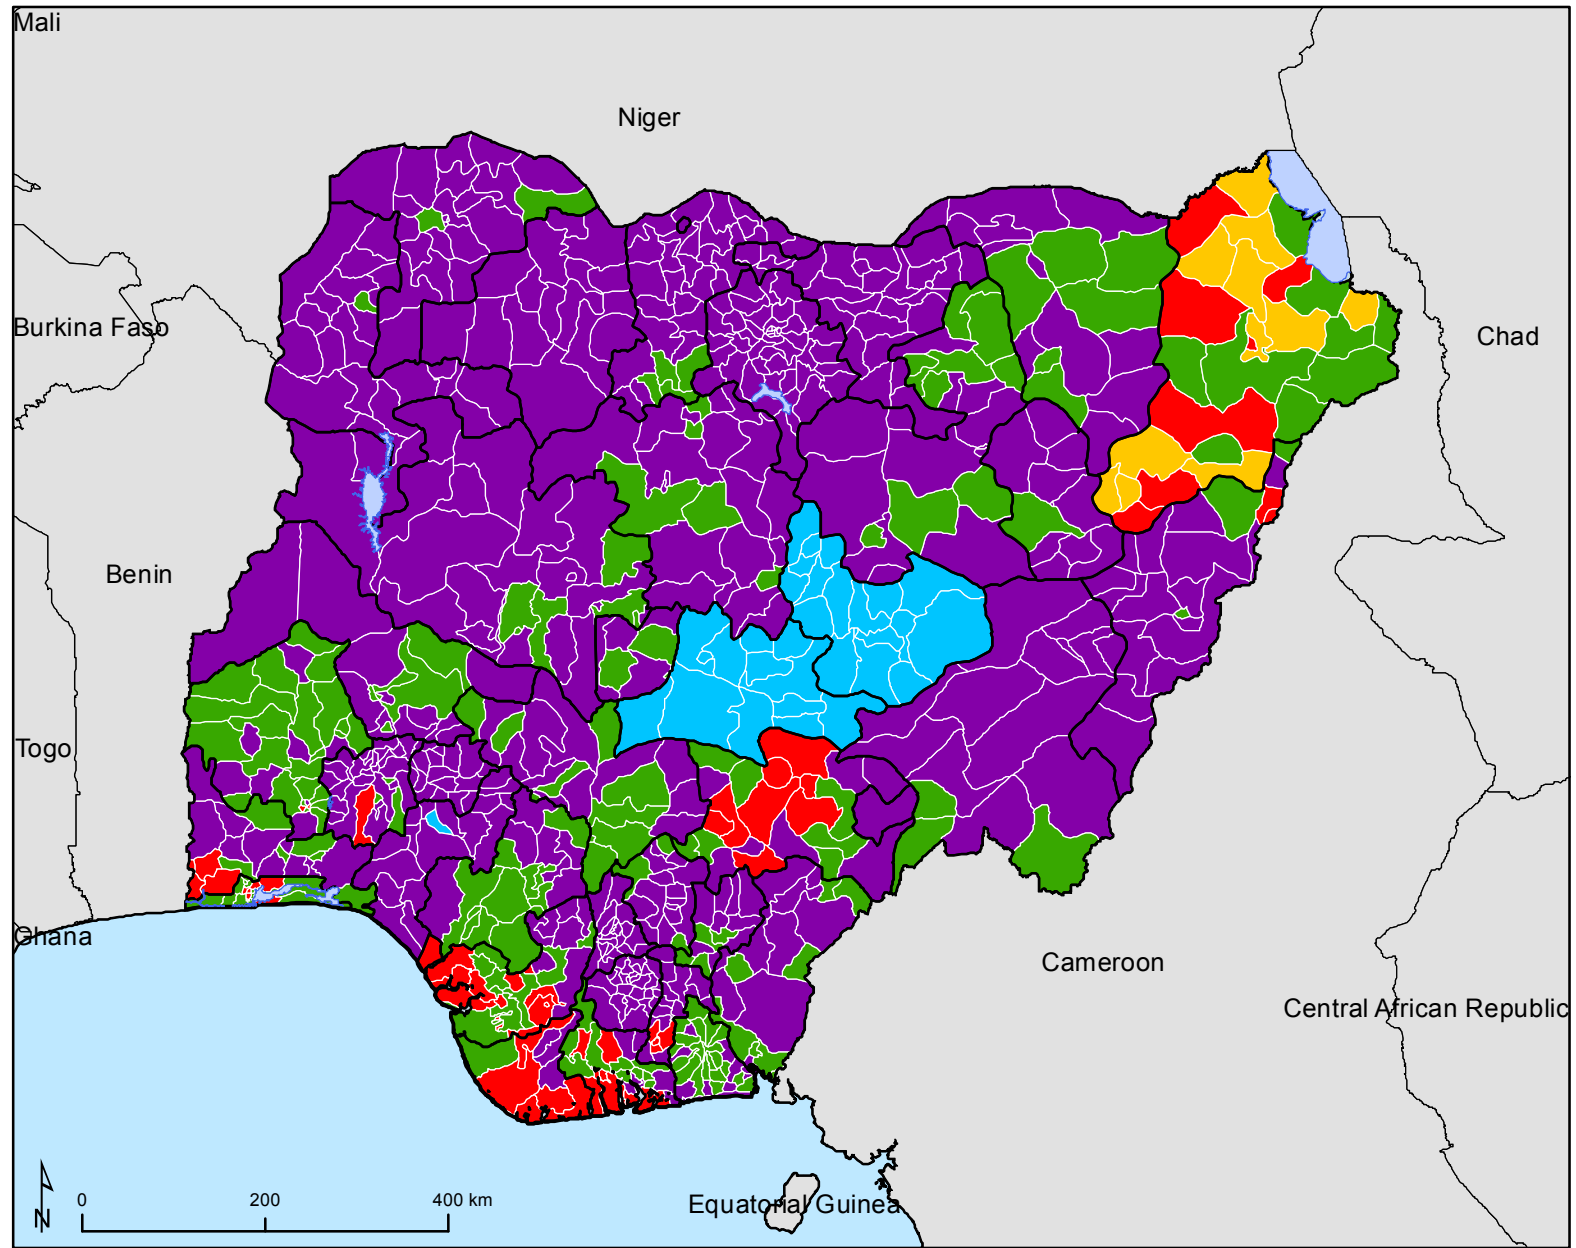 Mali
Niger
Burkina Faso
Chad
Benin
Togo
Ghana
Cameroon
Central African Republic
Equatorial Guinea
0 200 400 km
N